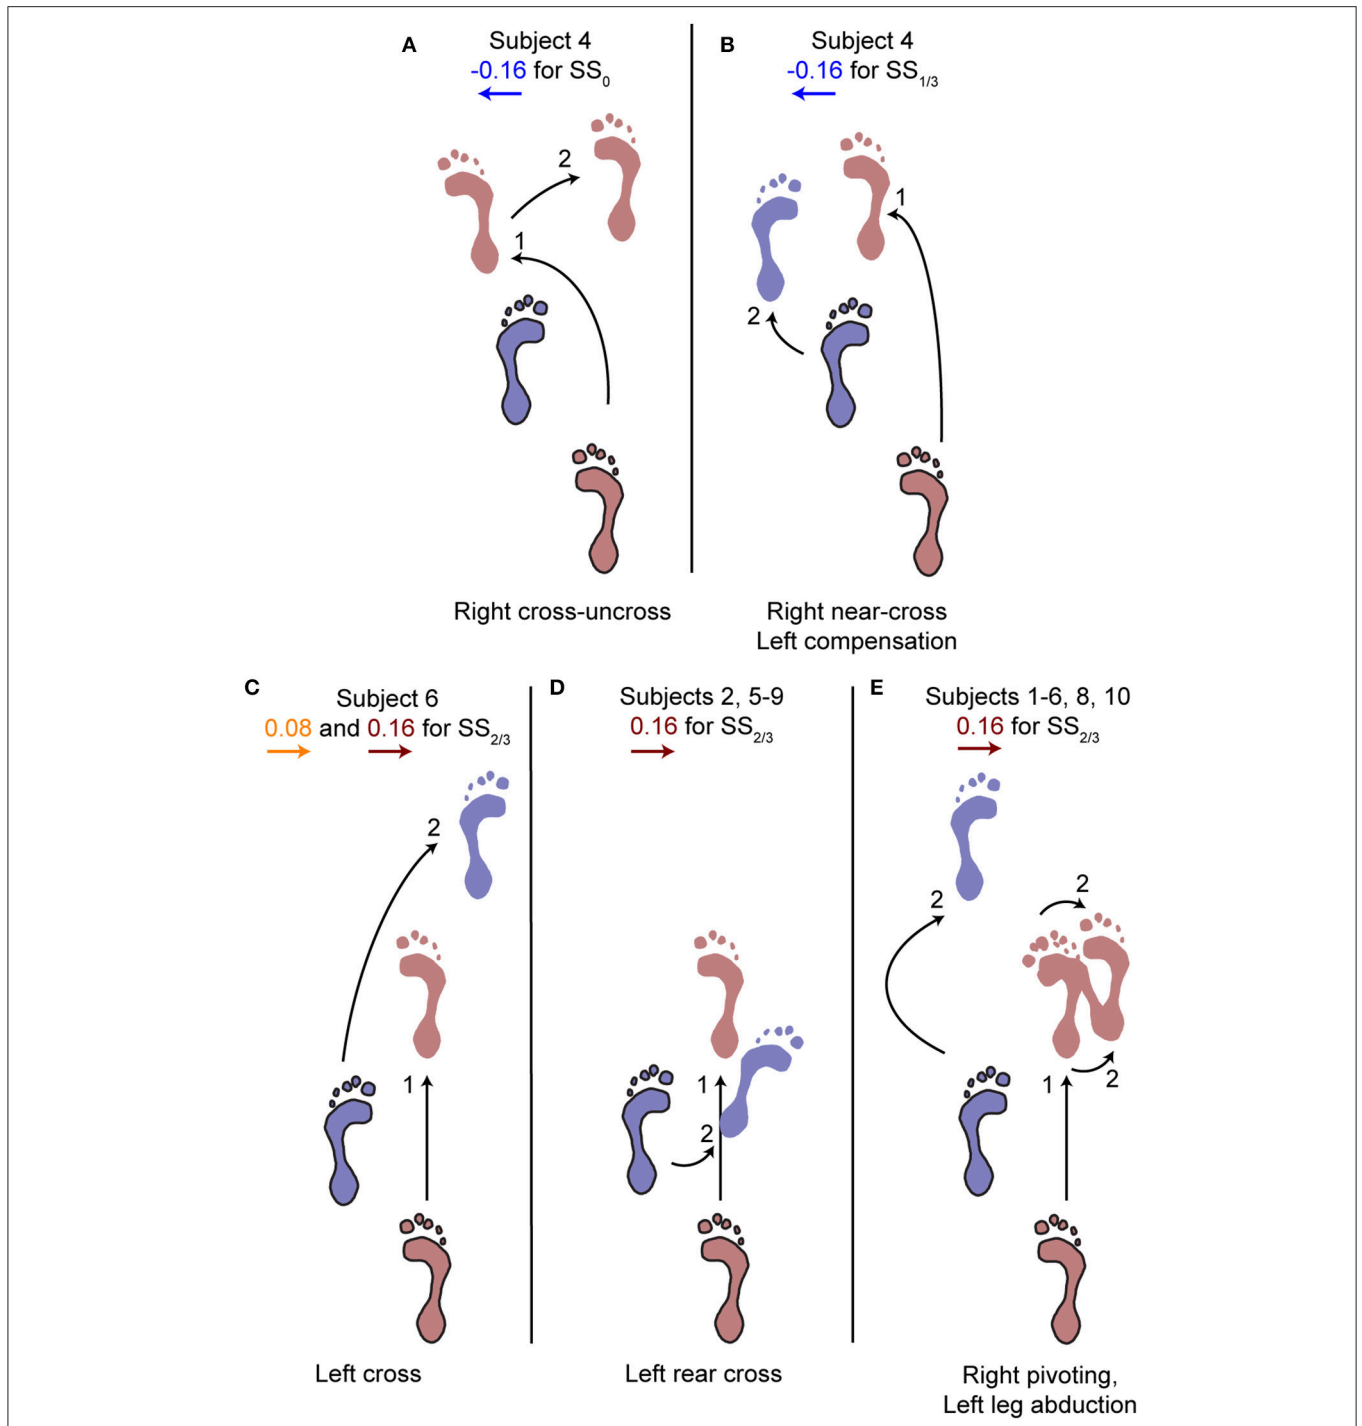 A
Subject 4
-0.16 for SS0
2
1
Right cross-uncross
B
Subject 4
-0.16 for SS1/3
1
2
Right near-cross
Left compensation
C
Subject 6
0.08 and 0.16 for SS2/3
2
1
Left cross
D
Subjects 2, 5-9
0.16 for SS2/3
1
2
Left rear cross
E
Subjects 1-6, 8, 10
0.16 for SS2/3
2
2
1
2
Right pivoting,
Left leg abduction